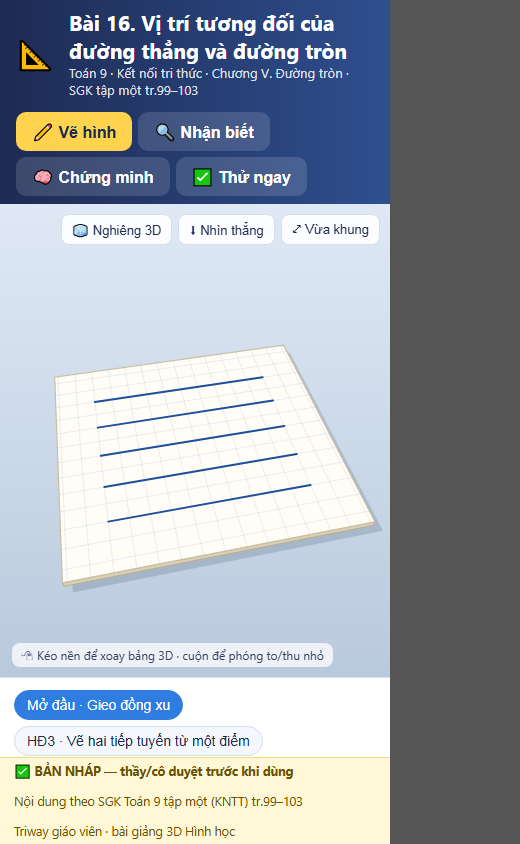 Bài 16. Vị trí tương đối của
đường thẳng và đường tròn
Toán 9 · Kết nối tri thức · Chương V. Đường tròn ·
SGK tập một tr.99–103
Vẽ hình
Nhận biết
Chứng minh
Thử ngay
Nghiêng 3D
Nhìn thẳng
Vừa khung
Kéo nền để xoay bảng 3D · cuộn để phóng to/thu nhỏ
Mở đầu · Gieo đồng xu
HĐ3 · Vẽ hai tiếp tuyến từ một điểm
BẢN NHÁP — thầy/cô duyệt trước khi dùng
Nội dung theo SGK Toán 9 tập một (KNTT) tr.99–103
Triway giáo viên · bài giảng 3D Hình học